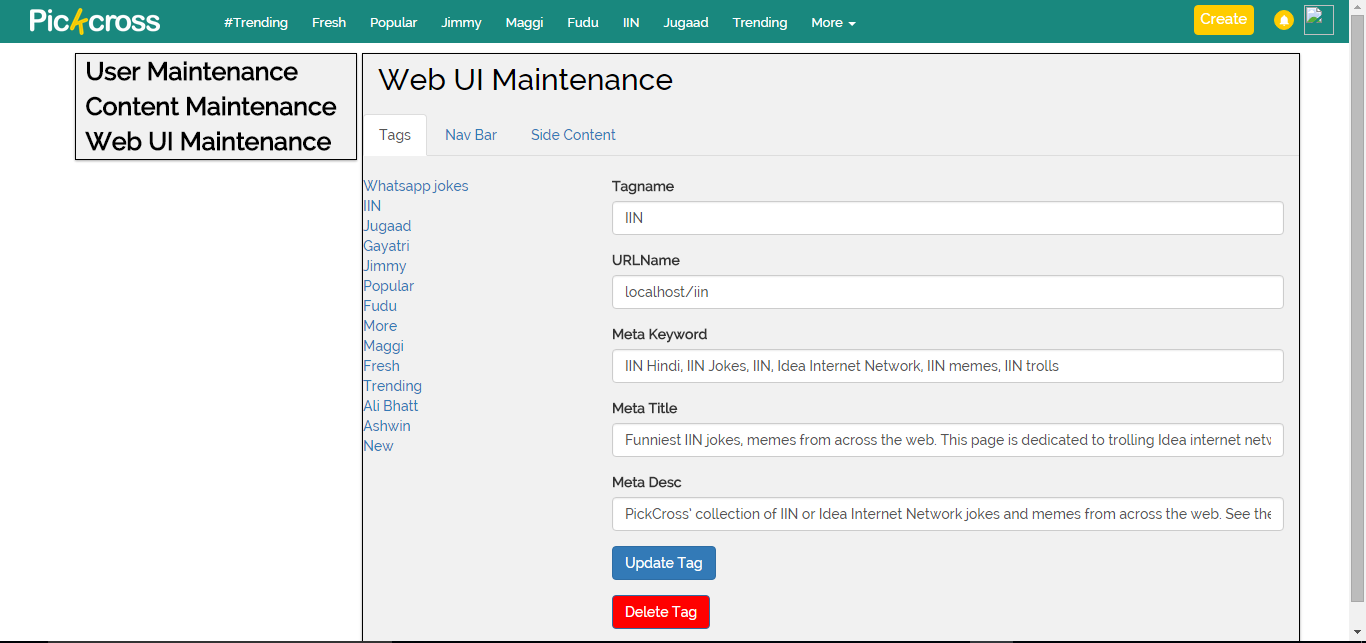 Pickcross #Trending Fresh Popular Jimmy Maggi Fudu IIN Jugaad Trending More Create
User Maintenance
Content Maintenance
Web UI Maintenance
Web UI Maintenance
Tags Nav Bar Side Content
Whatsapp jokes
IIN
Jugaad
Gayatri
Jimmy
Popular
Fudu
More
Maggi
Fresh
Trending
Ali Bhatt
Ashwin
New
Tagname
IIN
URLName
localhost/iin
Meta Keyword
IIN Hindi, IIN Jokes, IIN, Idea Internet Network, IIN memes, IIN trolls
Meta Title
Funniest IIN jokes, memes from across the web. This page is dedicated to trolling Idea internet netw
Meta Desc
PickCross' collection of IIN or Idea Internet Network jokes and memes from across the web. See the
Update Tag
Delete Tag